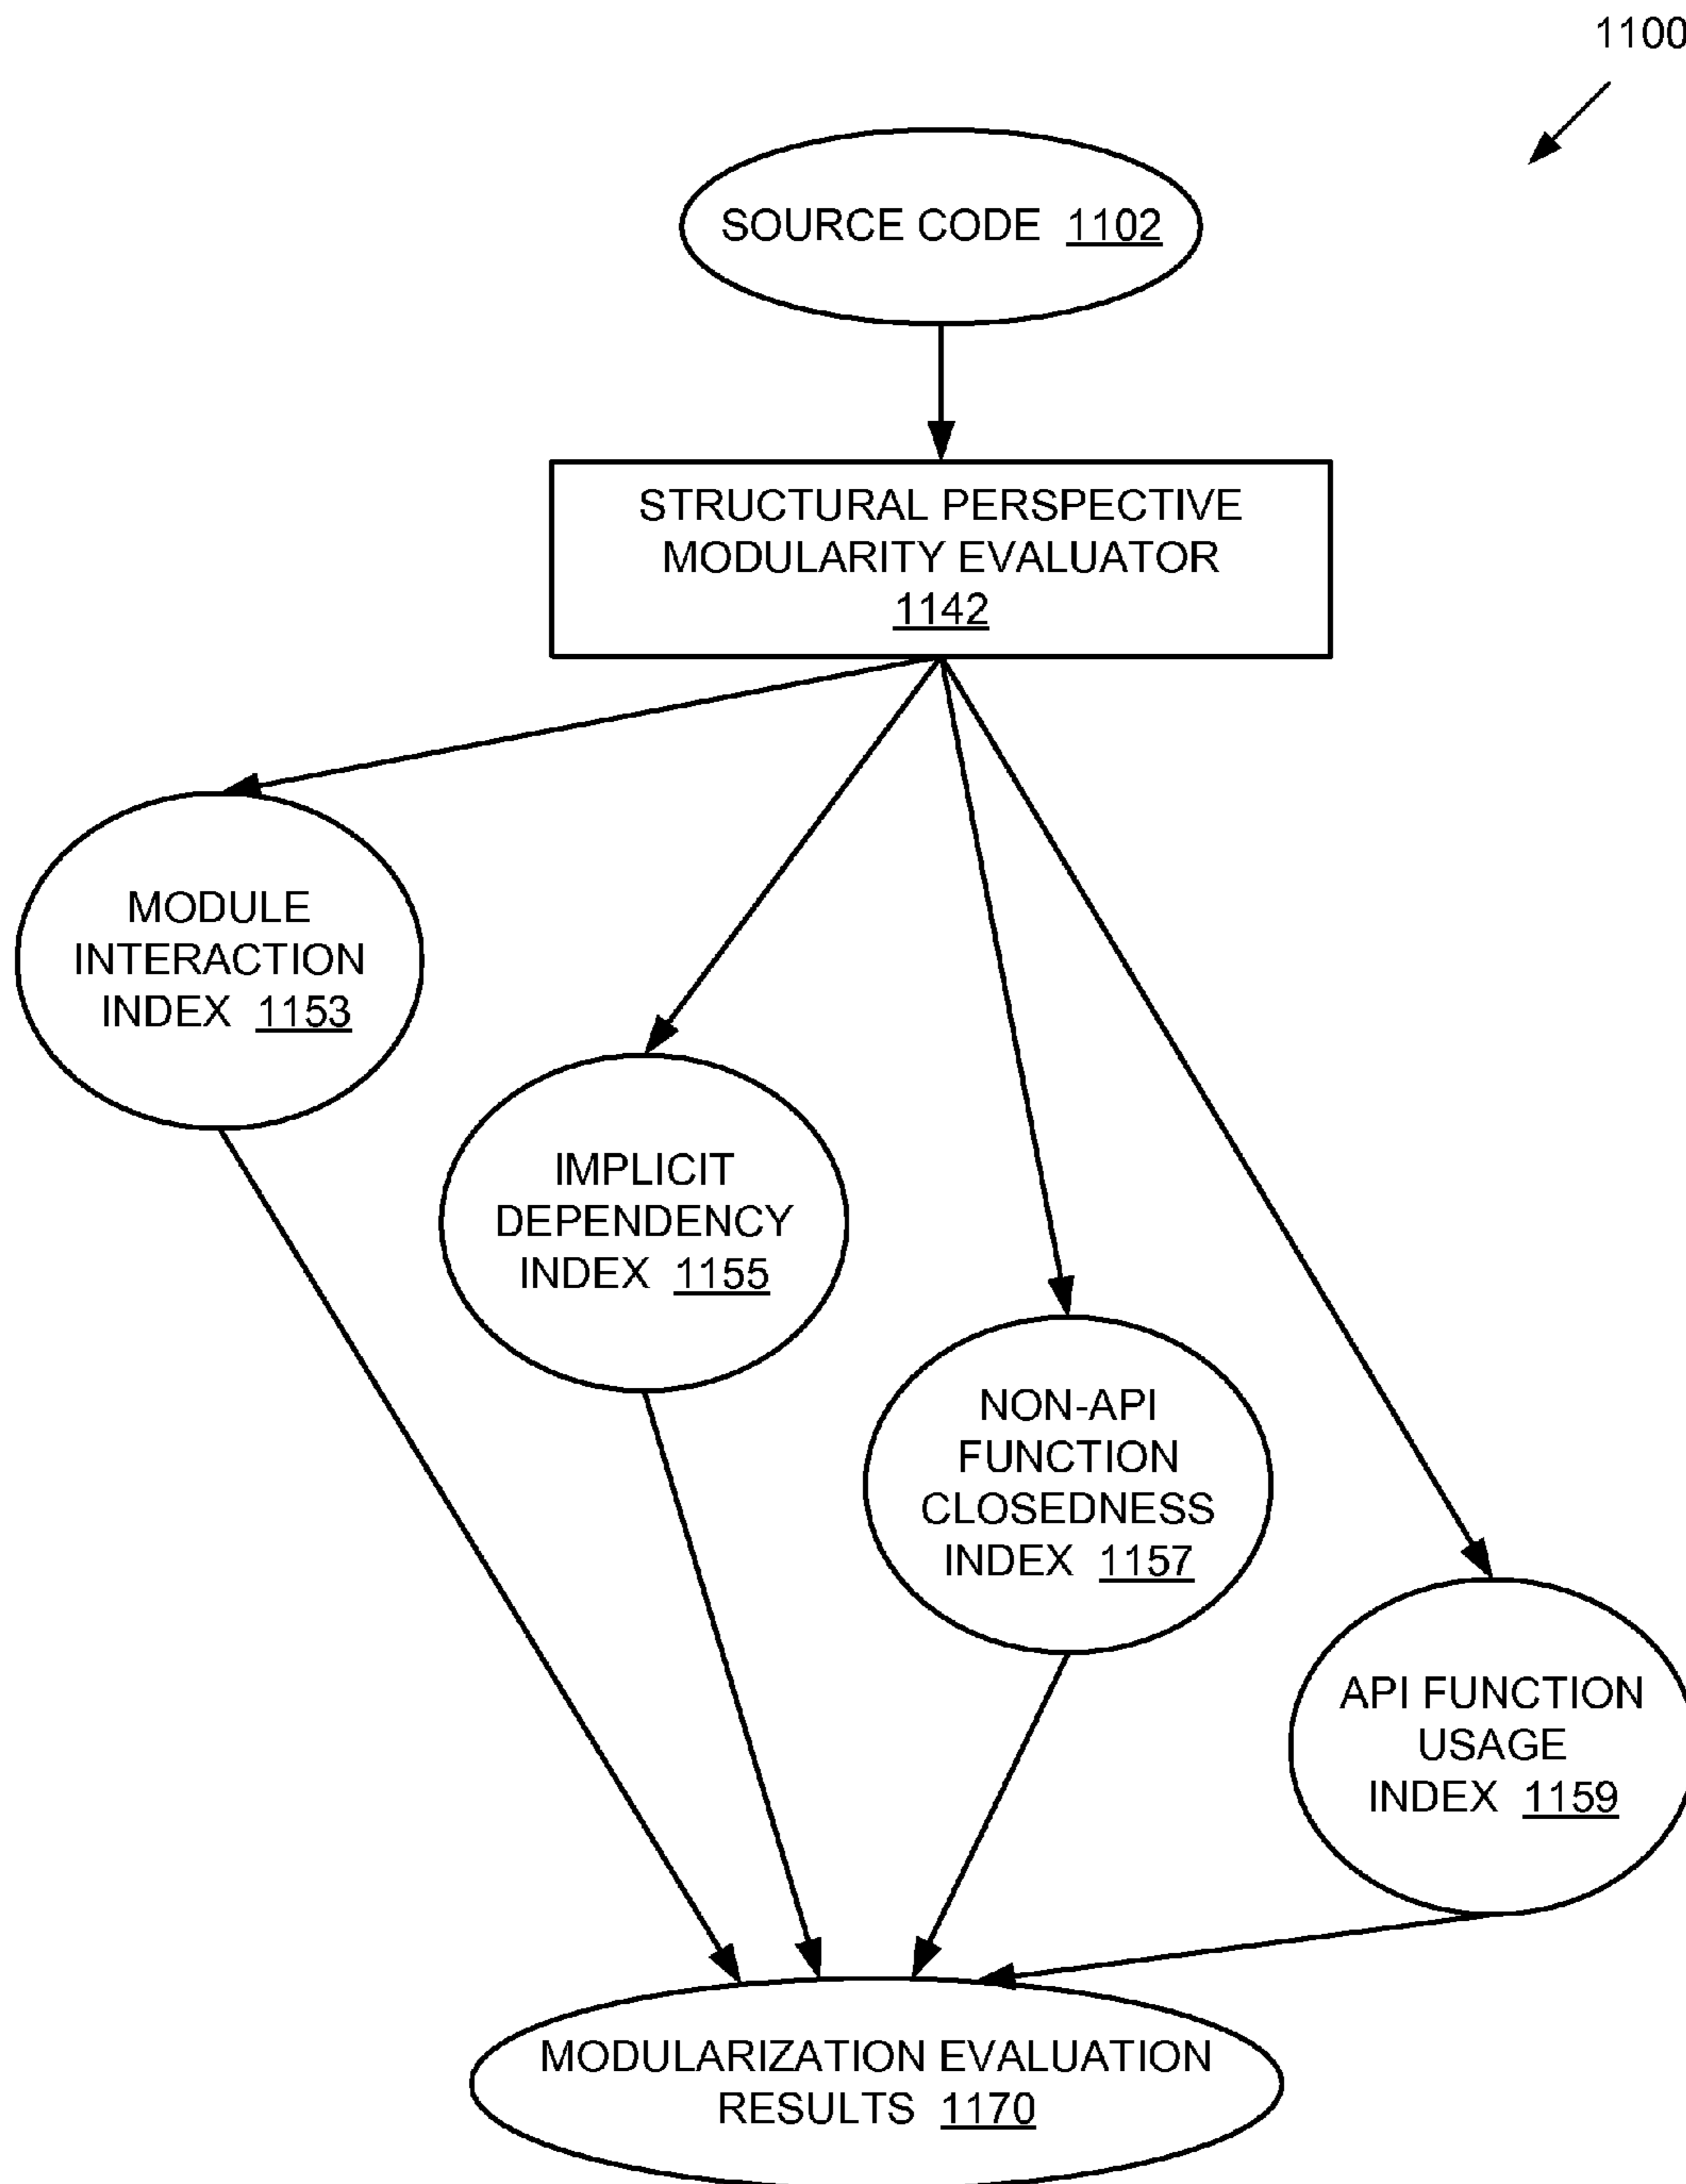 1100
SOURCE CODE 1102
STRUCTURAL PERSPECTIVE
MODULARITY EVALUATOR
1142
MODULE
INTERACTION
INDEX 1153
IMPLICIT
DEPENDENCY
INDEX 1155
NON-API
FUNCTION
CLOSEDNESS
INDEX 1157
API FUNCTION
USAGE
INDEX 1159
MODULARIZATION EVALUATION
RESULTS 1170